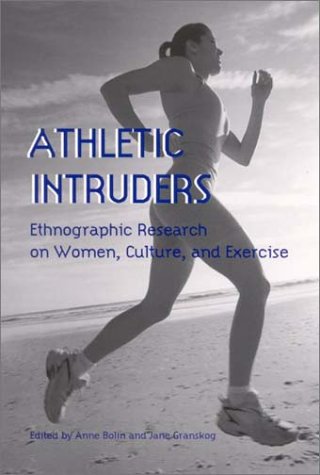 ATHLETIC
INTRUDERS
Ethnographic Research
on Women, Culture, and Exercise
Edited by Anne Bolin and Jane Granskog